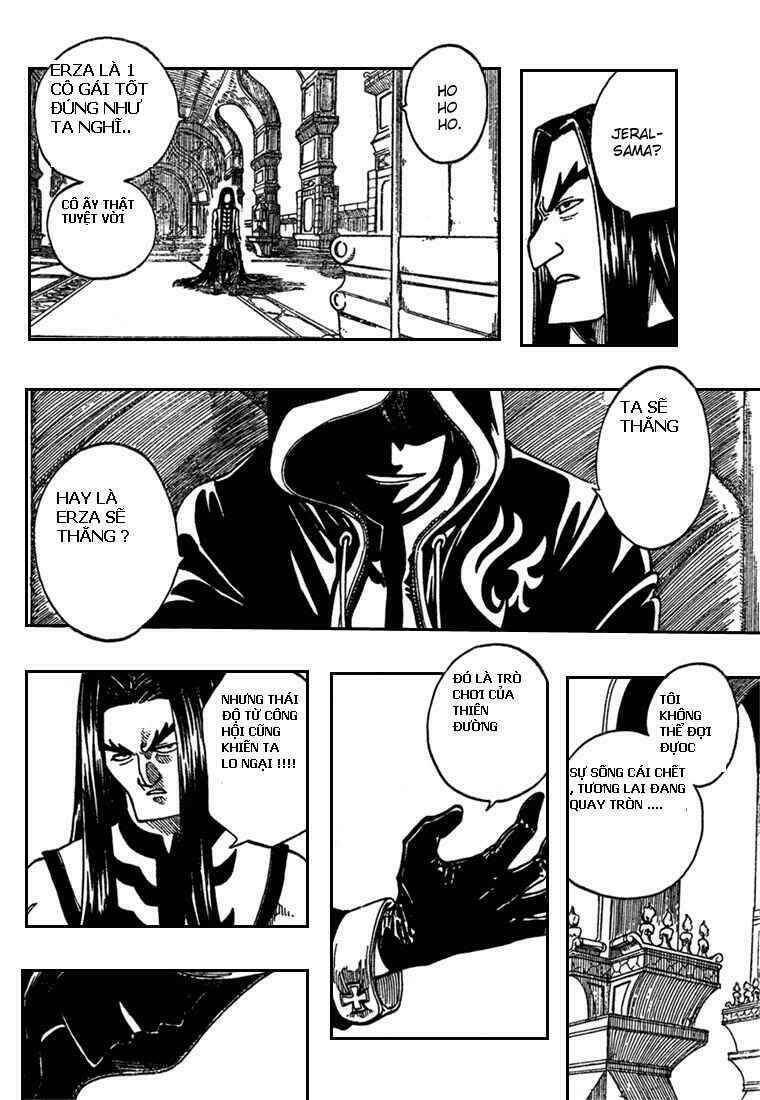 JERAL-
SAMA?
HO
HO
HO.
ERZA LÀ 1
CÔ GÁI TỐT
ĐÚNG NHƯ
TA NGHĨ..
CÔ ẤY THẬT
TUYỆT VỜI
TA SẼ
THẮNG
HAY LÀ
ERZA SẼ
THẮNG ?
TÔI
KHÔNG
THỂ ĐỢI
ĐỰOC
SỰ SỐNG CÁI CHẾT
, TƯƠNG LAI ĐANG
QUAY TRÒN ....
ĐÓ LÀ TRÒ
CHƠI CỦA
THIÊN
ĐƯỜNG
NHƯNG THÁI
ĐỘ TỪ CÔNG
HỘI CŨNG
KHIẾN TA
LO NGẠI !!!!